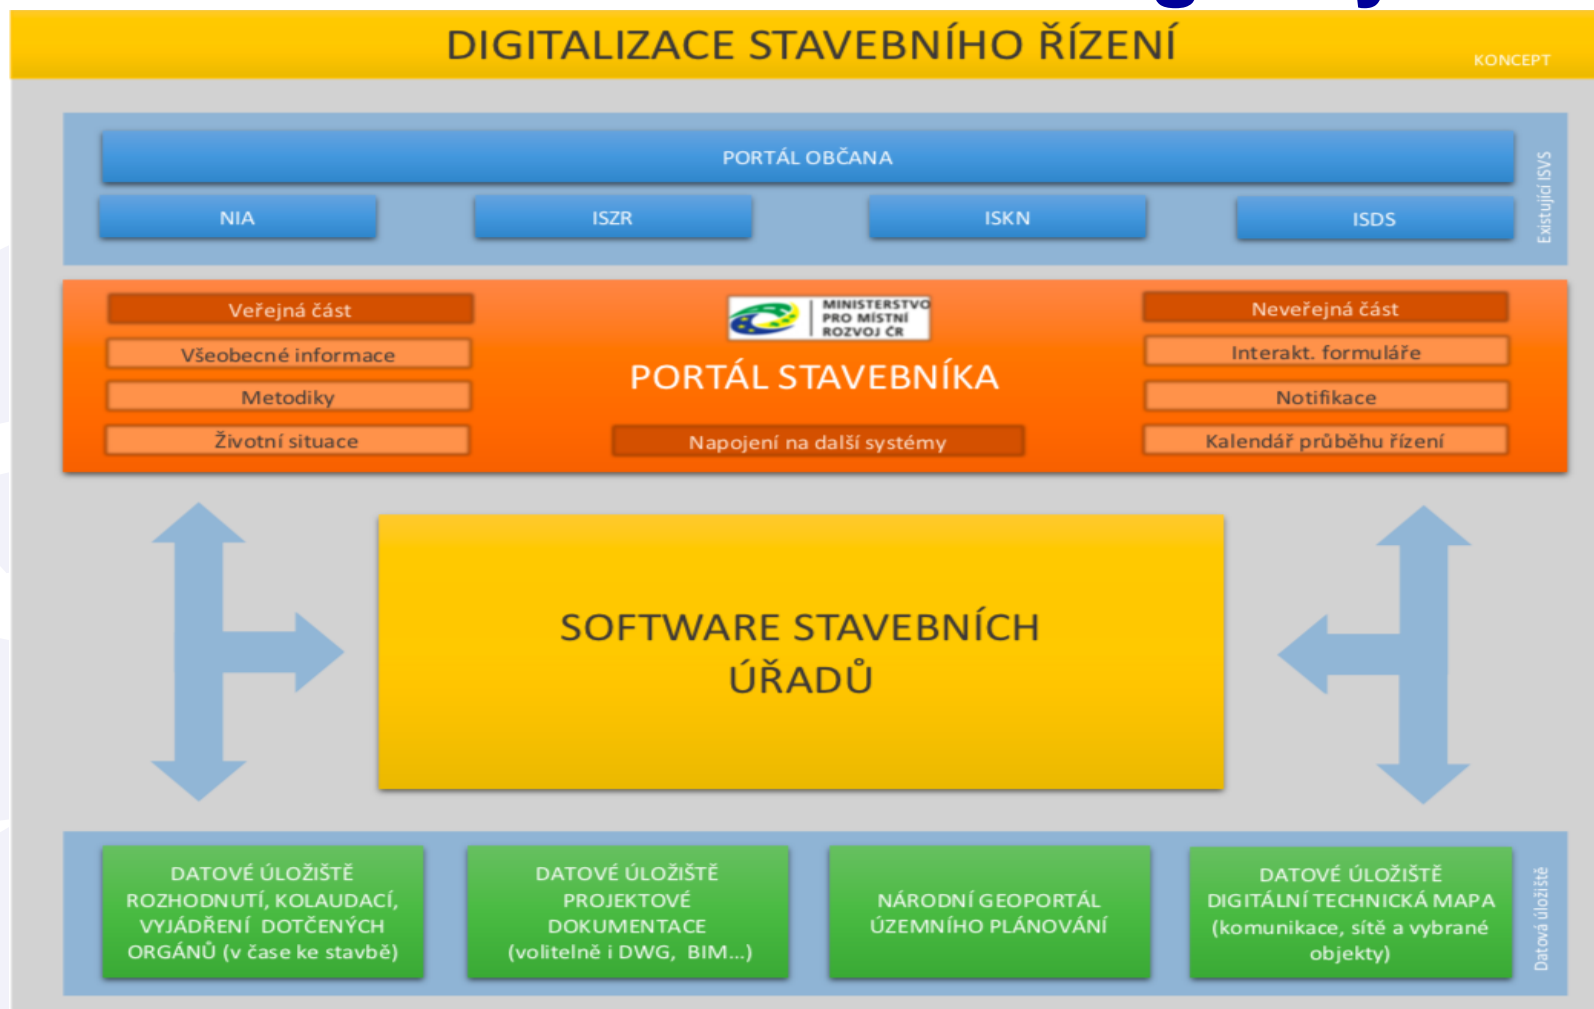 DIGITALIZACE STAVEBNÍHO ŘÍZENÍ
KONCEPT
PORTÁL OBČANA
NIA
ISZR
ISKN
ISDS
Existující ISVS
Veřejná část
Všeobecné informace
Metodiky
Životní situace
MINISTERSTVO
PRO MÍSTNÍ
ROZVOJ ČR
PORTÁL STAVEBNÍKA
Napojení na další systémy
Neveřejná část
Interakt. formuláře
Notifikace
Kalendář průběhu řízení
SOFTWARE STAVEBNÍCH
ÚŘADŮ
DATOVÉ ÚLOŽIŠTĚ
ROZHODNUTÍ, KOLAUDACÍ,
VYJÁDŘENÍ DOTČENÝCH
ORGÁNŮ (v čase ke stavbě)
DATOVÉ ÚLOŽIŠTĚ
PROJEKTOVÉ
DOKUMENTACE
(volitelně i DWG, BIM...)
NÁRODNÍ GEOPORTÁL
ÚZEMNÍHO PLÁNOVÁNÍ
DATOVÉ ÚLOŽIŠTĚ
DIGITÁLNÍ TECHNICKÁ MAPA
(komunikace, sítě a vybrané
objekty)
Datová úložiště